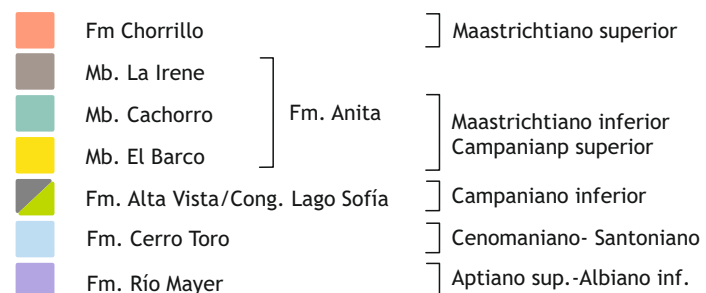 Fm Chorrillo
Maastrichtiano superior
Mb. La Irene
Mb. Cachorro
Mb. El Barco
Fm. Anita
Maastrichtiano inferior
Campanianp superior
Fm. Alta Vista/Cong. Lago Sofía
Campaniano inferior
Fm. Cerro Toro
Cenomaniano- Santoniano
Fm. Río Mayer
Aptiano sup.-Albiano inf.